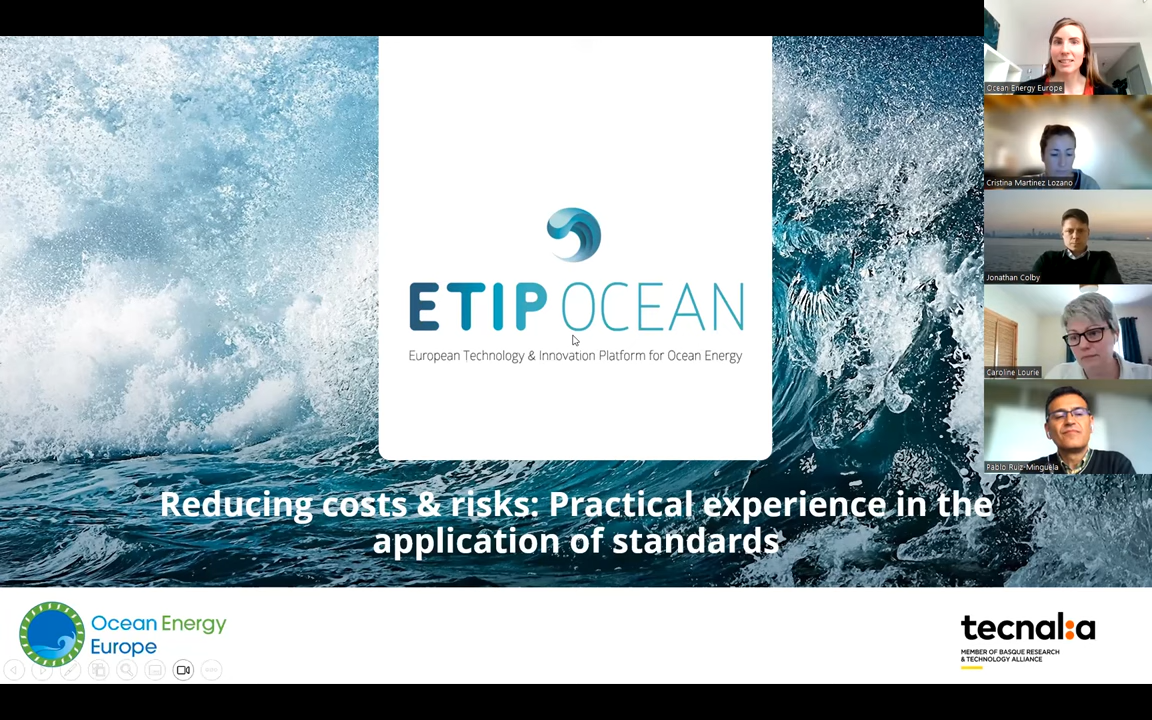 ETIP OCEAN
European Technology & Innovation Platform for Ocean Energy
Reducing costs & risks: Practical experience in the
application of standards
Ocean Energy
Europe
tecnal:a
MEMBER OF BASQUE RESEARCH
& TECHNOLOGY ALLIANCE
Ocean Energy Europe
Cristina Martinez Lozano
Jonathan Colby
Caroline Lourie
Pablo Ruiz-Minguela